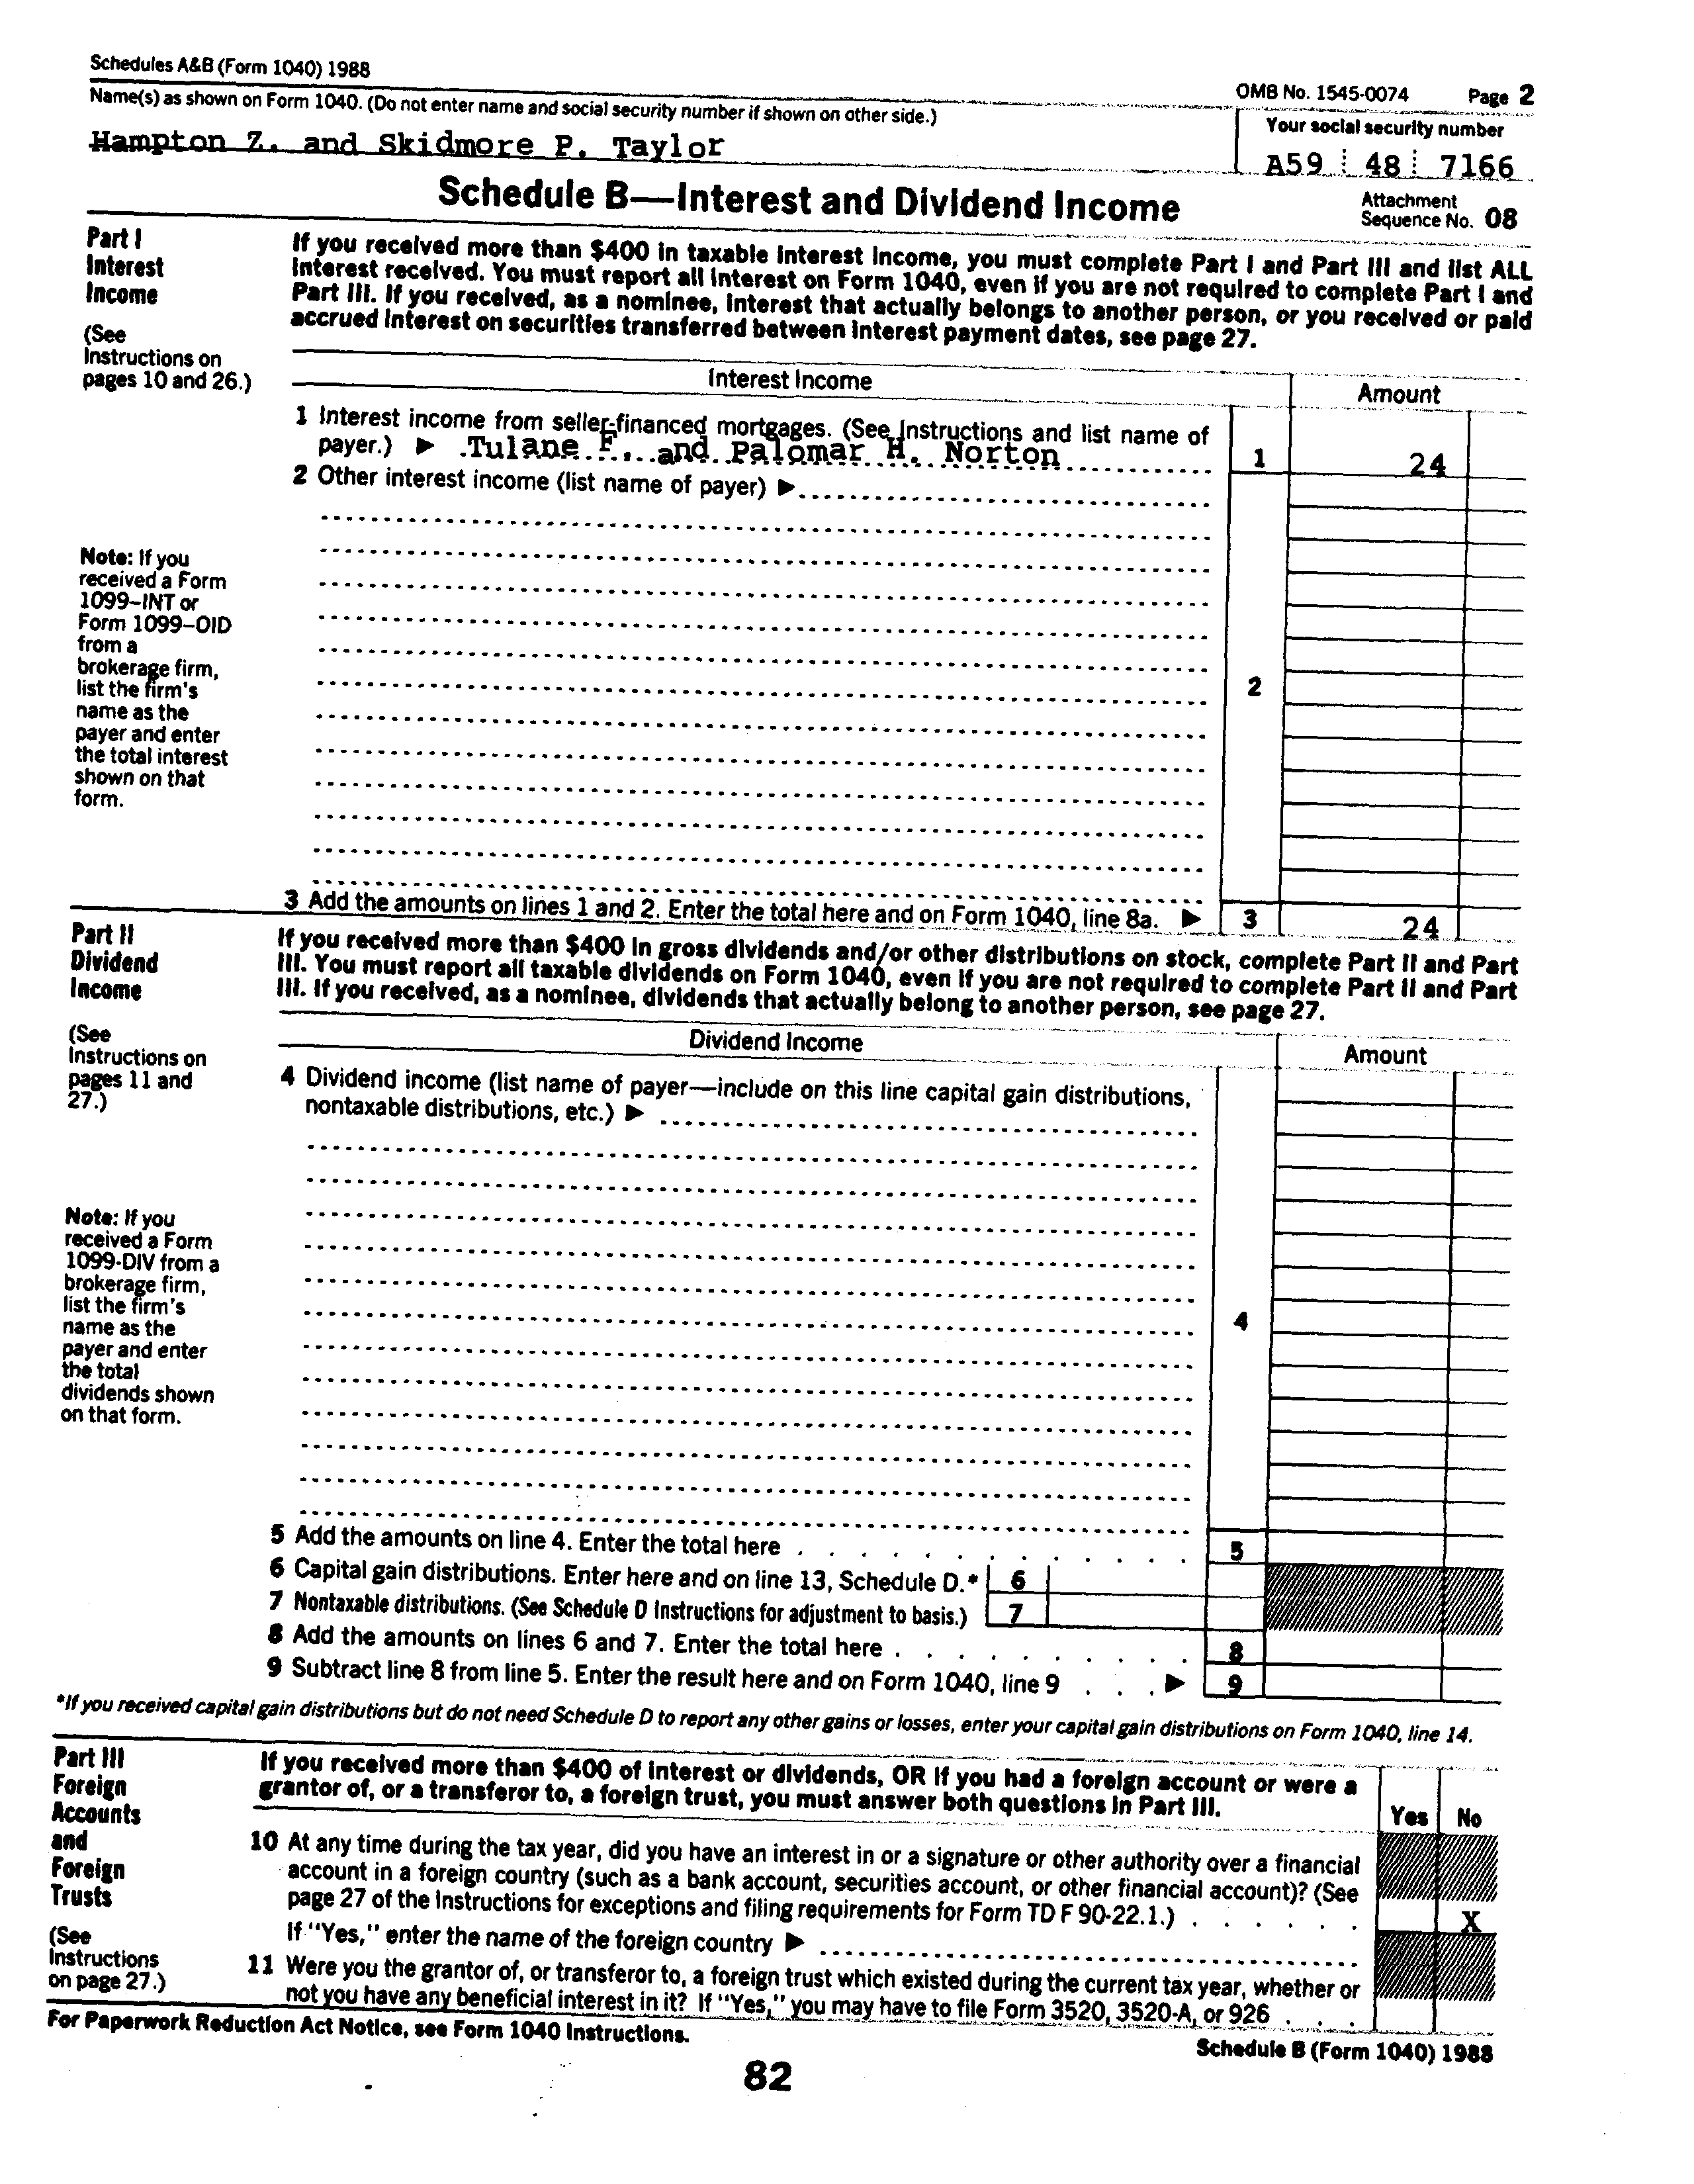 Schedules A&B (Form 1040) 1988
OMB No. 1545-0074 Page 2
Name(s) as shown on Form 1040. (Do not enter name and social security number if shown on other side.)
Your social security number
Hampton Z. and Skidmore P. Taylor
A59 48 7166
Schedule B—Interest and Dividend Income
Attachment
Sequence No. 08
Part I
Interest
Income
(See
Instructions on
pages 10 and 26.)
If you received more than $400 in taxable interest income, you must complete Part I and Part III and list ALL
interest received. You must report all interest on Form 1040, even if you are not required to complete Part I and
Part III. If you received, as a nominee, interest that actually belongs to another person, or you received or paid
accrued interest on securities transferred between interest payment dates, see page 27.
Interest Income
Amount
1 Interest income from seller-financed mortgages. (See Instructions and list name of
payer.) ▶ Tulane F. and Palomar H. Norton 1 24
2 Other interest income (list name of payer) ▶
Note: If you
received a Form
1099–INT or
Form 1099–OID
from a
brokerage firm,
list the firm's
name as the
payer and enter
the total interest
shown on that
form.
2
3 Add the amounts on lines 1 and 2. Enter the total here and on Form 1040, line 8a. ▶ 3 24
Part II
Dividend
Income
(See
Instructions on
pages 11 and
27.)
If you received more than $400 in gross dividends and/or other distributions on stock, complete Part II and Part
III. You must report all taxable dividends on Form 1040, even if you are not required to complete Part II and Part
III. If you received, as a nominee, dividends that actually belong to another person, see page 27.
Dividend Income
Amount
4 Dividend income (list name of payer—include on this line capital gain distributions,
nontaxable distributions, etc.) ▶
Note: If you
received a Form
1099-DIV from a
brokerage firm,
list the firm's
name as the
payer and enter
the total
dividends shown
on that form.
4
5 Add the amounts on line 4. Enter the total here . . . . . . . . . . 5
6 Capital gain distributions. Enter here and on line 13, Schedule D.* 6
7 Nontaxable distributions. (See Schedule D Instructions for adjustment to basis.) 7
8 Add the amounts on lines 6 and 7. Enter the total here . . . . . . . . . 8
9 Subtract line 8 from line 5. Enter the result here and on Form 1040, line 9 . . . ▶ 9
*If you received capital gain distributions but do not need Schedule D to report any other gains or losses, enter your capital gain distributions on Form 1040, line 14.
Part III
Foreign
Accounts
and
Foreign
Trusts
(See
Instructions
on page 27.)
If you received more than $400 of interest or dividends, OR if you had a foreign account or were a
grantor of, or a transferor to, a foreign trust, you must answer both questions in Part III.
Yes No
10 At any time during the tax year, did you have an interest in or a signature or other authority over a financial
account in a foreign country (such as a bank account, securities account, or other financial account)? (See
page 27 of the Instructions for exceptions and filing requirements for Form TD F 90-22.1.) . . . . . . X
If "Yes," enter the name of the foreign country ▶
11 Were you the grantor of, or transferor to, a foreign trust which existed during the current tax year, whether or
not you have any beneficial interest in it? If "Yes," you may have to file Form 3520, 3520-A, or 926 . . .
For Paperwork Reduction Act Notice, see Form 1040 Instructions.
Schedule B (Form 1040) 1988
82